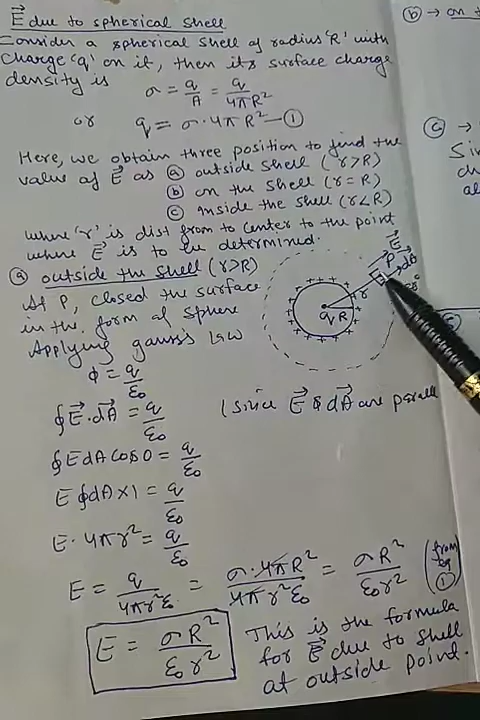 E⃗ due to spherical shell
Consider a spherical shell of radius 'R' with
charge 'q' on it, then its surface charge
density is
σ = q/A = q/4πR²
or q = σ·4πR² — ①
Here, we obtain three position to find the
value of E⃗ as ⓐ outside shell (r>R)
ⓑ on the shell (r=R)
ⓒ inside the shell (r<R)
where 'r' is dist from to center to the point
where E⃗ is to be determined.
ⓐ outside the shell (r>R)
At P, closed the surface
in the form of sphere
Applying gauss's law
ϕ = q/ε₀
∮E⃗·dA⃗ = q/ε₀ (since E⃗ & dA⃗ are parallel
∮EdA cos0 = q/ε₀
E∮dA×1 = q/ε₀
E·4πr² = q/ε₀
E = q/4πr²ε₀ = σ·4πR²/4πr²ε₀ = σR²/ε₀r² (from eq ①)
E = σR²/ε₀r²
This is the formula
for E⃗ due to shell
at outside point.
E⃗
P
dA⃗
r
q R
ⓑ → on t
ⓒ →
Sin
al